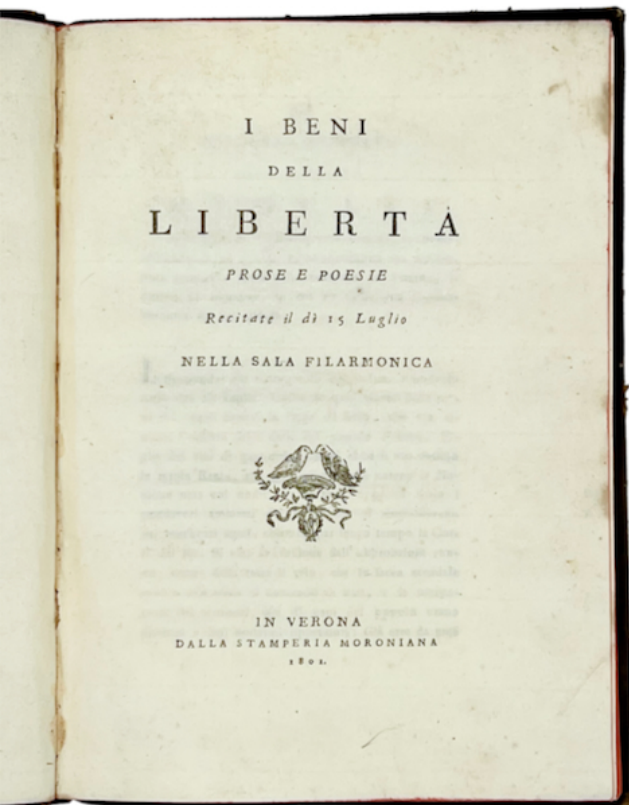 I BENI
DELLA
LIBERTÀ
PROSE E POESIE
Recitate il dì 15 Luglio
NELLA SALA FILARMONICA
IN VERONA
DALLA STAMPERIA MORONIANA
1801.